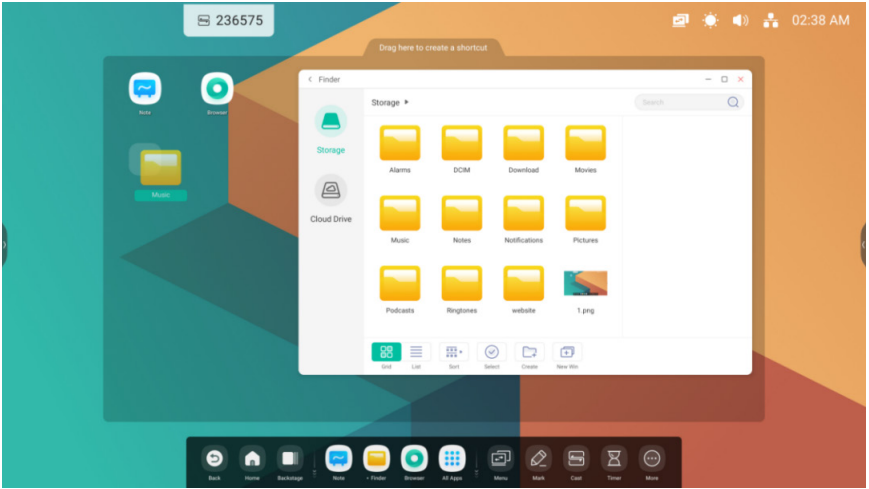 236575
02:38 AM
Drag here to create a shortcut
Finder
Note
Browser
Storage
Search
Storage
Cloud Drive
Music
Alarms
DCIM
Download
Movies
Music
Notes
Notifications
Pictures
Podcasts
Ringtones
website
1.png
Grid
List
Sort
Select
Create
New Win
Back
Home
Backstage
Note
• Finder
Browser
All Apps
Menu
Mark
Cast
Timer
More